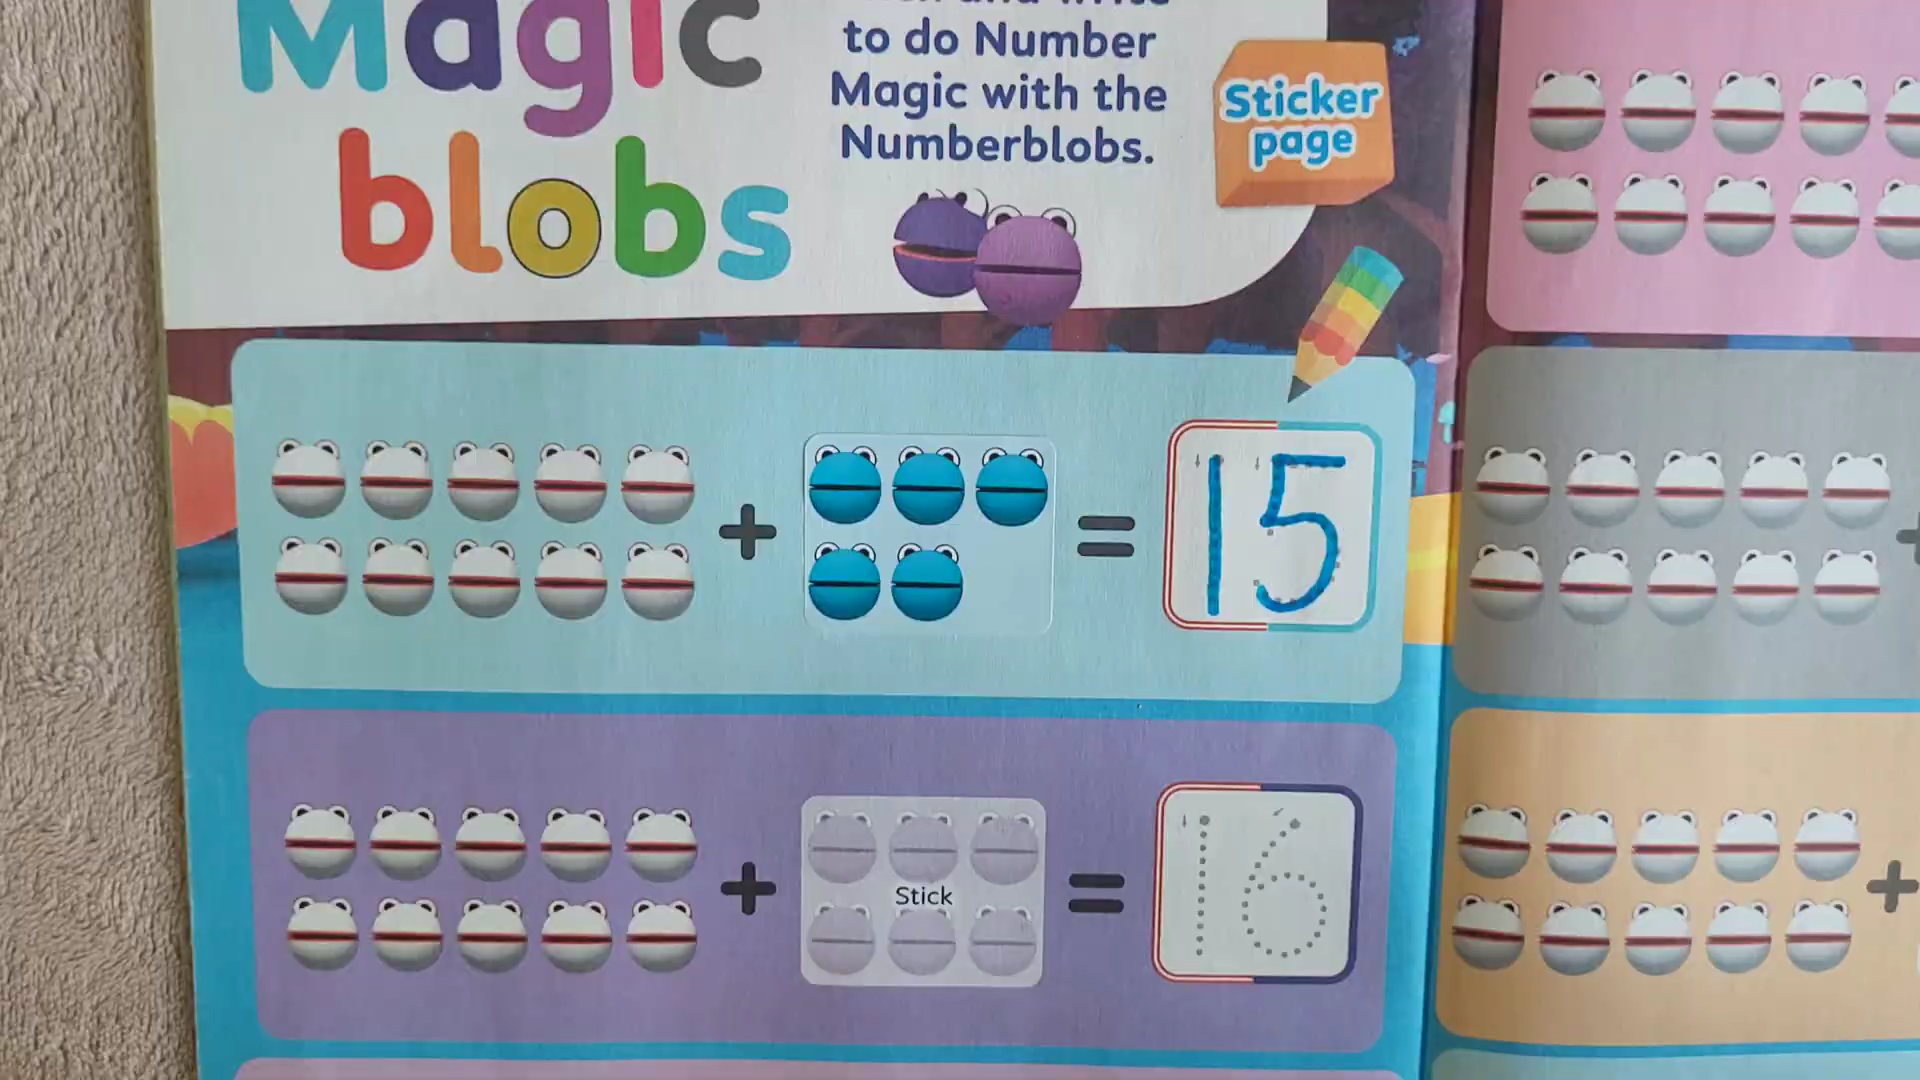 Magic
blobs
to do Number
Magic with the
Numberblobs.
Sticker
page
+ = 15
+ Stick = 16
+
+